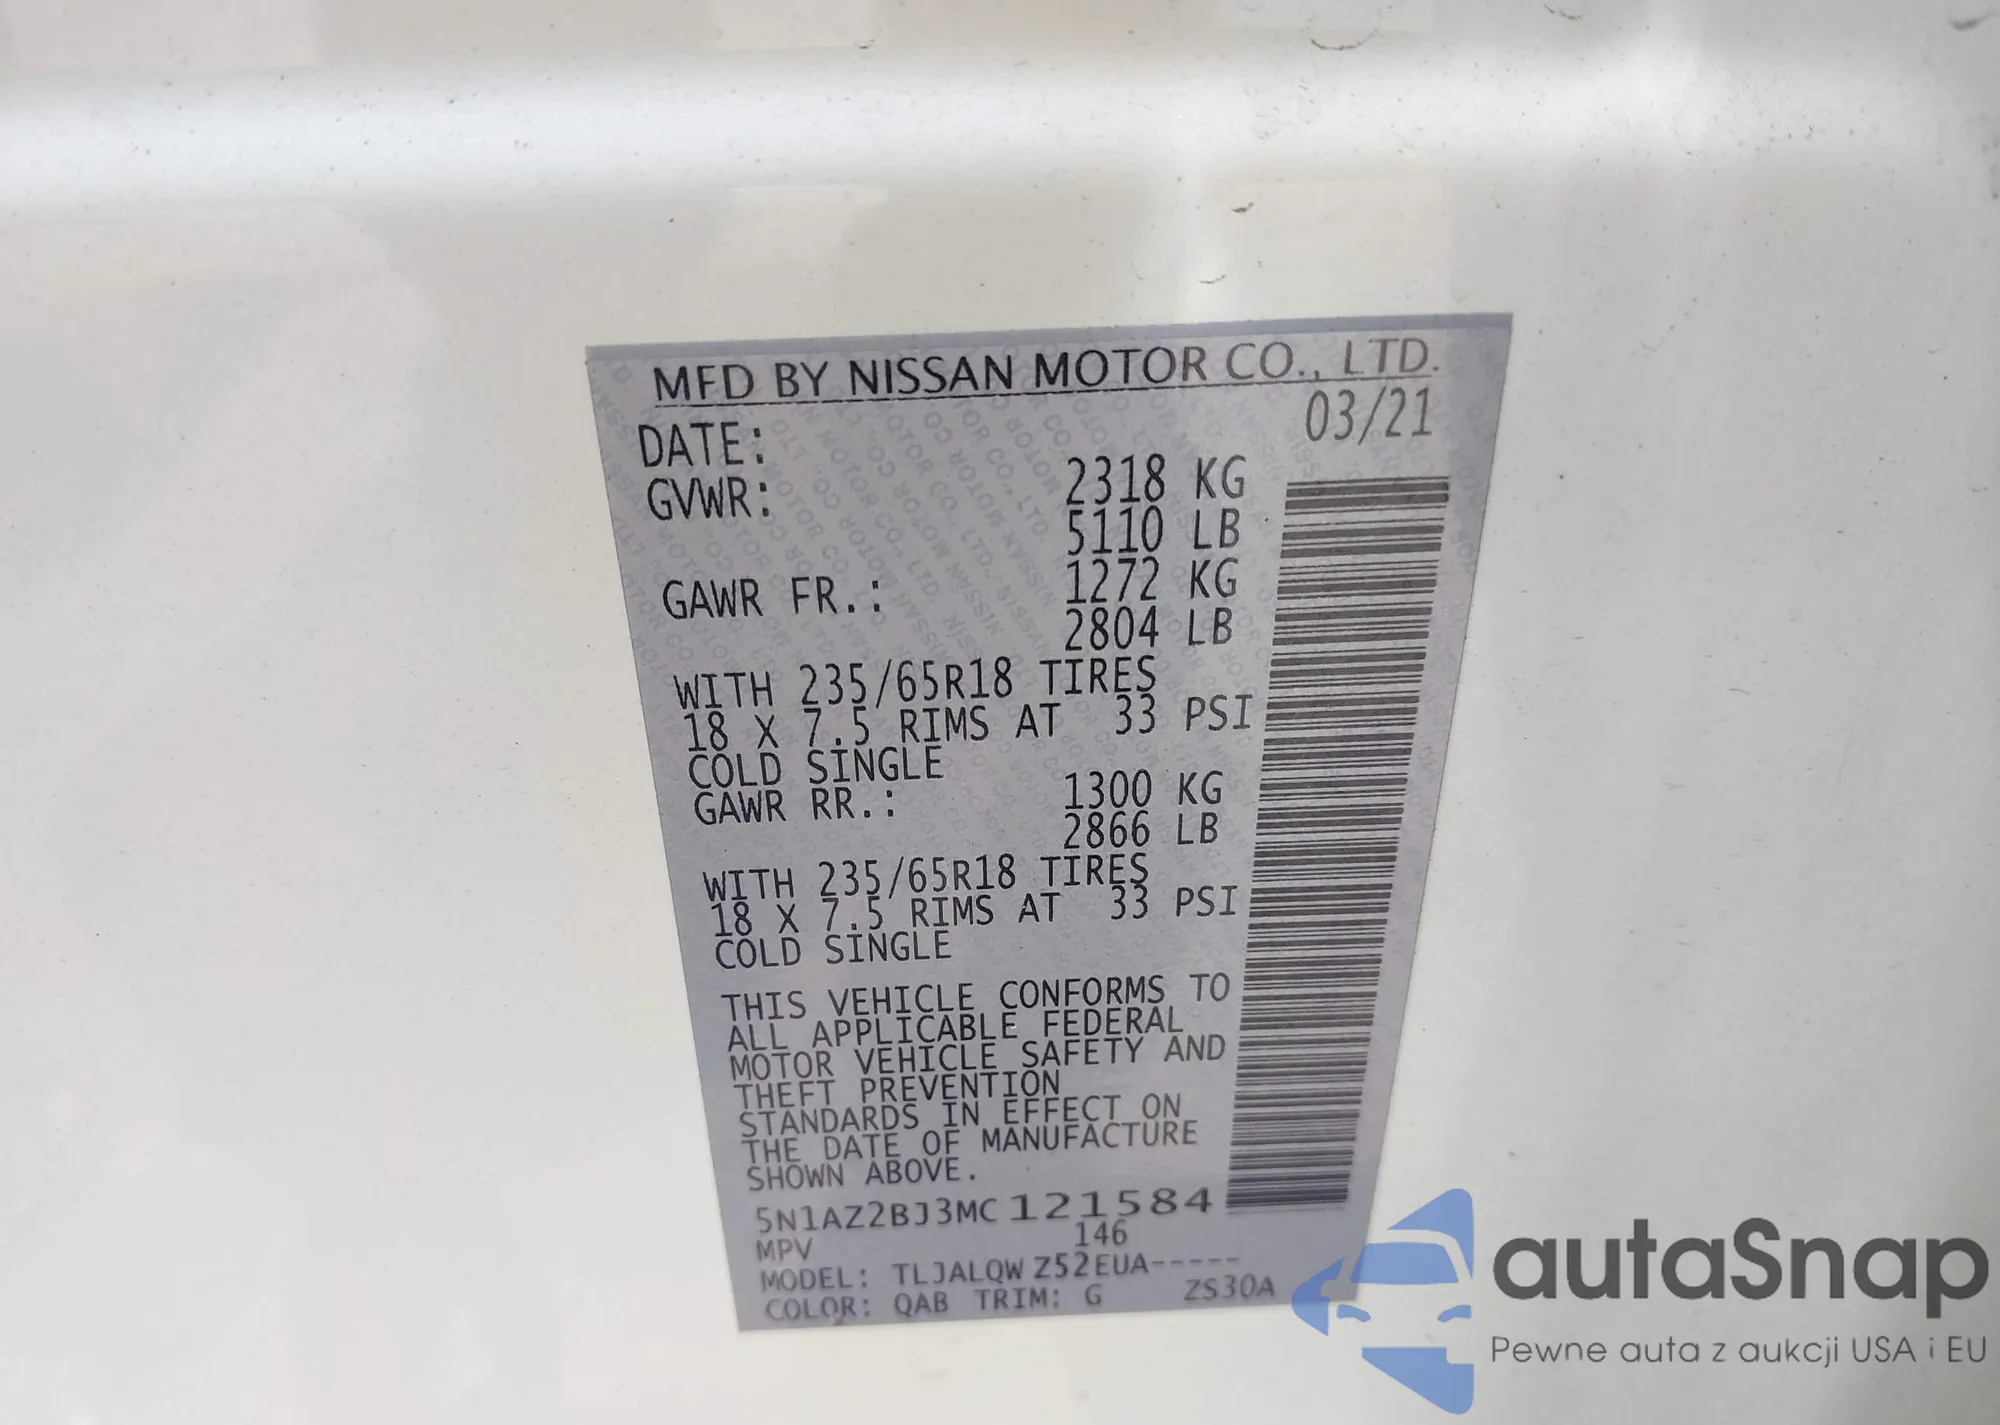 MFD BY NISSAN MOTOR CO., LTD.
DATE: 03/21
GVWR: 2318 KG
5110 LB
GAWR FR.: 1272 KG
2804 LB
WITH 235/65R18 TIRES
18 X 7.5 RIMS AT 33 PSI
COLD SINGLE
GAWR RR.: 1300 KG
2866 LB
WITH 235/65R18 TIRES
18 X 7.5 RIMS AT 33 PSI
COLD SINGLE
THIS VEHICLE CONFORMS TO
ALL APPLICABLE FEDERAL
MOTOR VEHICLE SAFETY AND
THEFT PREVENTION
STANDARDS IN EFFECT ON
THE DATE OF MANUFACTURE
SHOWN ABOVE.
5N1AZ2BJ3MC121584
MPV 146
MODEL: TLJALQW Z52EUA-----
COLOR: QAB TRIM: G ZS30A
autaSnap
Pewne auta z aukcji USA i EU